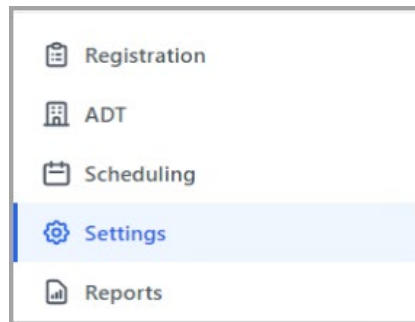 Registration
ADT
Scheduling
Settings
Reports